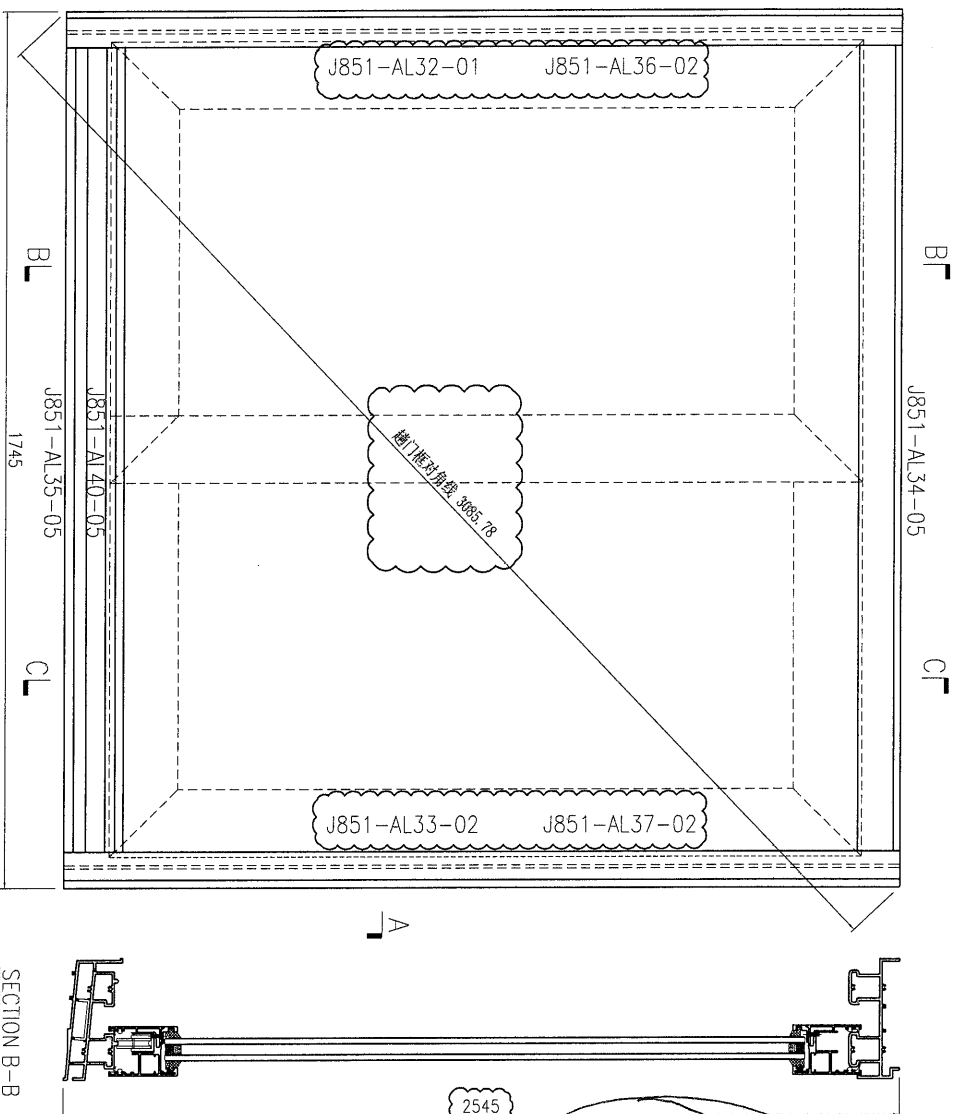 J851-AL32-01 J851-AL36-02
B
B
J851-AL34-05
J851-AL40-05
J851-AL35-05
1745
趟门框对角线 3085.78
C
C
J851-AL33-02 J851-AL37-02
A
SECTION B-B
2545